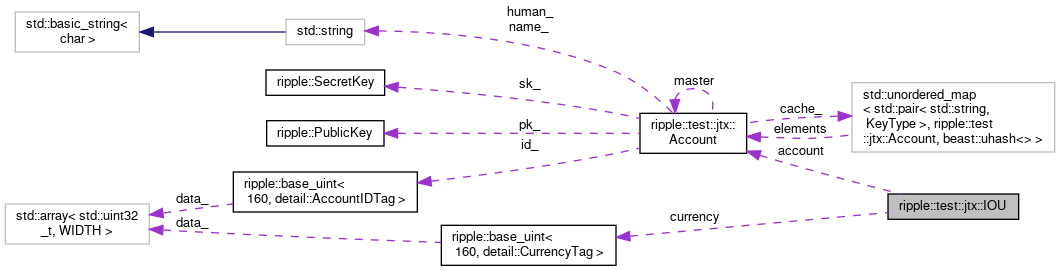 std::basic_string<
char >
std::string
human_
name_
ripple::SecretKey
sk_
master
ripple::PublicKey
pk_
id_
ripple::test::jtx::
Account
cache_
elements
account
std::unordered_map
< std::pair< std::string,
KeyType >, ripple::test
::jtx::Account, beast::uhash<> >
ripple::base_uint<
160, detail::AccountIDTag >
data_
data_
std::array< std::uint32
_t, WIDTH >
ripple::base_uint<
160, detail::CurrencyTag >
currency
ripple::test::jtx::IOU